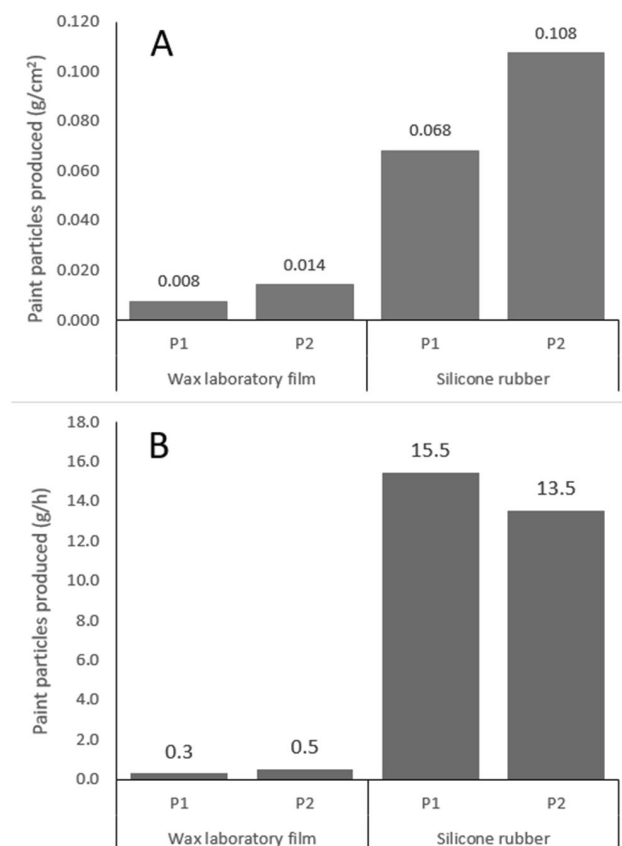 A
Paint particles produced (g/cm²)
0.120
0.100
0.080
0.060
0.040
0.020
0.000
0.008
0.014
0.068
0.108
P1
P2
P1
P2
Wax laboratory film
Silicone rubber
B
Paint particles produced (g/h)
18.0
16.0
14.0
12.0
10.0
8.0
6.0
4.0
2.0
0.0
0.3
0.5
15.5
13.5
P1
P2
P1
P2
Wax laboratory film
Silicone rubber